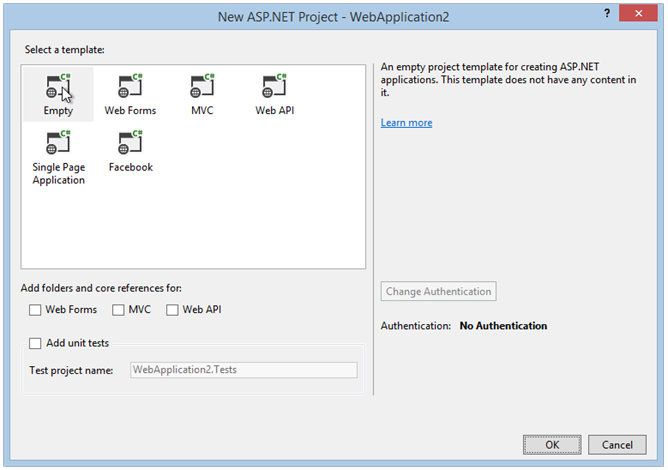 New ASP.NET Project - WebApplication2
?
Select a template:
C# C# C# C#
Empty Web Forms MVC Web API
C# C#
Single Page Facebook
Application
An empty project template for creating ASP.NET
applications. This template does not have any content in
it.
Learn more
Add folders and core references for:
Web Forms MVC Web API
Add unit tests
Test project name: WebApplication2.Tests
Change Authentication
Authentication: No Authentication
OK Cancel